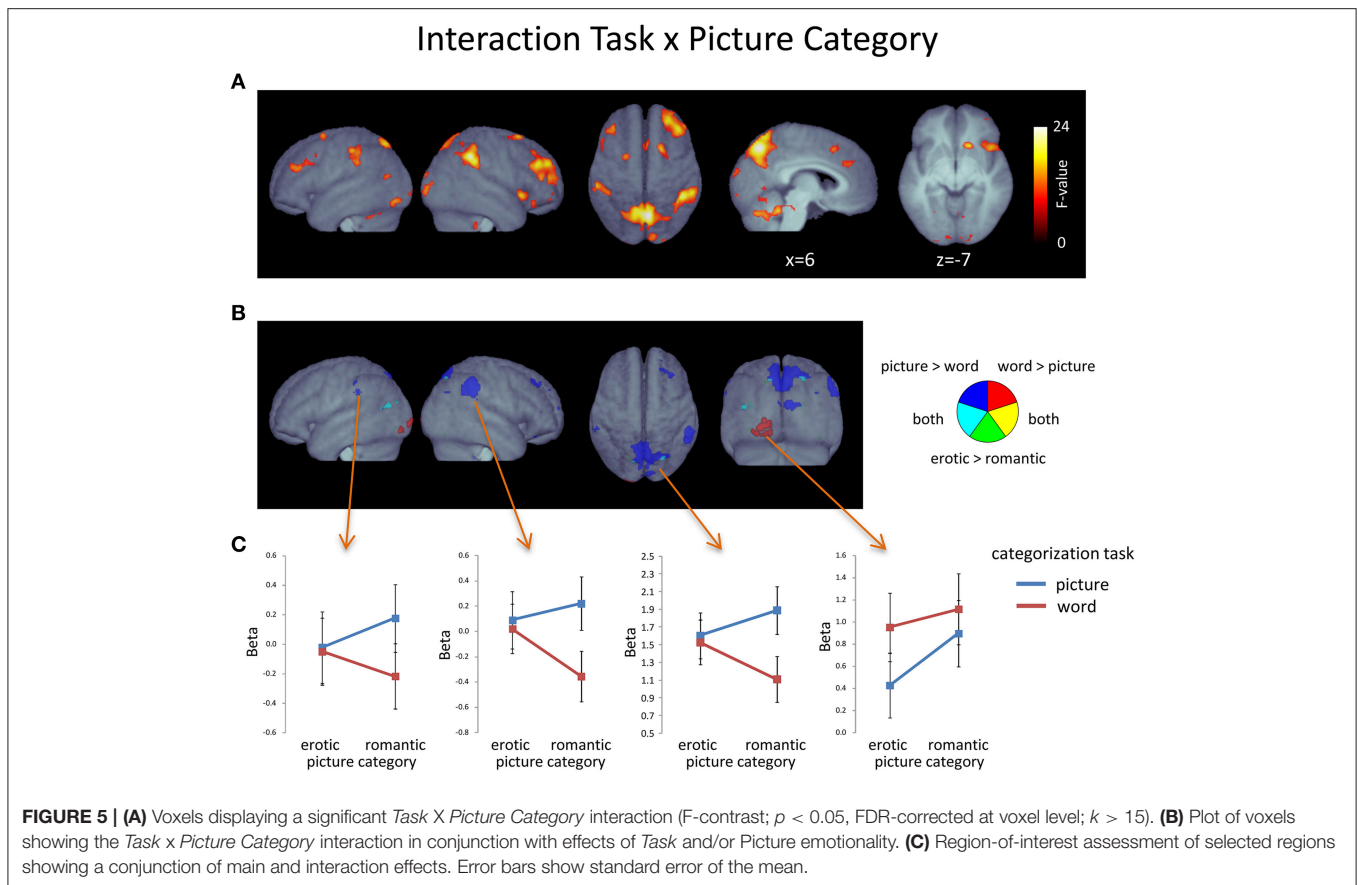 Interaction Task x Picture Category
A
24
F-value
0
x=6
z=-7
B
picture > word
word > picture
both
both
erotic > romantic
C
0.6
0.4
0.2
0.0
-0.2
-0.4
-0.6
Beta
erotic
romantic
picture category
0.6
0.4
0.2
0.0
-0.2
-0.4
-0.6
-0.8
Beta
erotic
romantic
picture category
2.5
2.3
2.1
1.9
1.7
1.5
1.3
1.1
0.9
0.7
0.5
Beta
erotic
romantic
picture category
1.6
1.4
1.2
1.0
0.8
0.6
0.4
0.2
0.0
Beta
erotic
romantic
picture category
categorization task
picture
word
FIGURE 5 | (A) Voxels displaying a significant Task X Picture Category interaction (F-contrast; p < 0.05, FDR-corrected at voxel level; k > 15). (B) Plot of voxels
showing the Task x Picture Category interaction in conjunction with effects of Task and/or Picture emotionality. (C) Region-of-interest assessment of selected regions
showing a conjunction of main and interaction effects. Error bars show standard error of the mean.